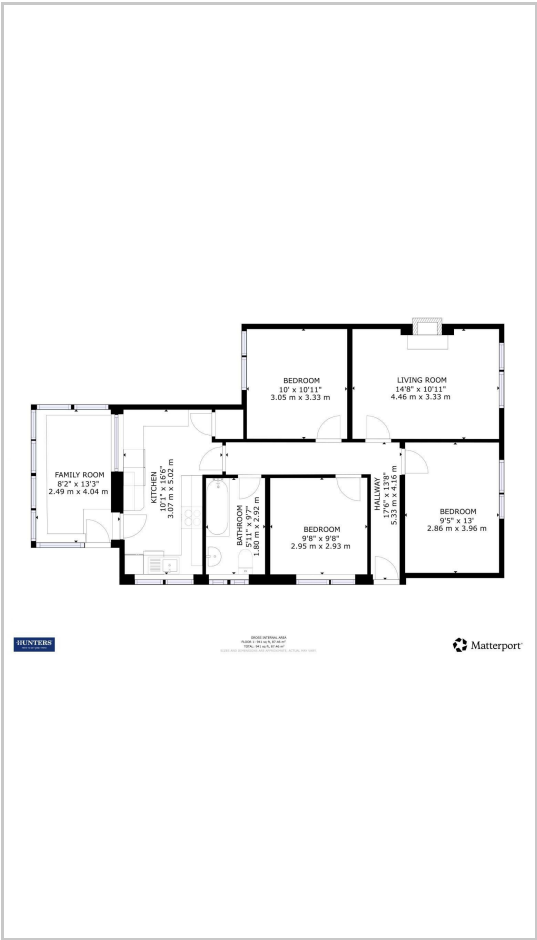 BEDROOM
10' x 10'11"
3.05 m x 3.33 m
LIVING ROOM
14'8" x 10'11"
4.46 m x 3.33 m
FAMILY ROOM
8'2" x 13'3"
2.49 m x 4.04 m
KITCHEN
10'1" x 16'6"
3.07 m x 5.02 m
BATHROOM
5'11" x 9'7"
1.80 m x 2.92 m
BEDROOM
9'8" x 9'8"
2.95 m x 2.93 m
HALLWAY
17'6" x 13'8"
5.33 m x 4.16 m
BEDROOM
9'5" x 13'
2.86 m x 3.96 m
HUNTERS
GROSS INTERNAL AREA
Matterport